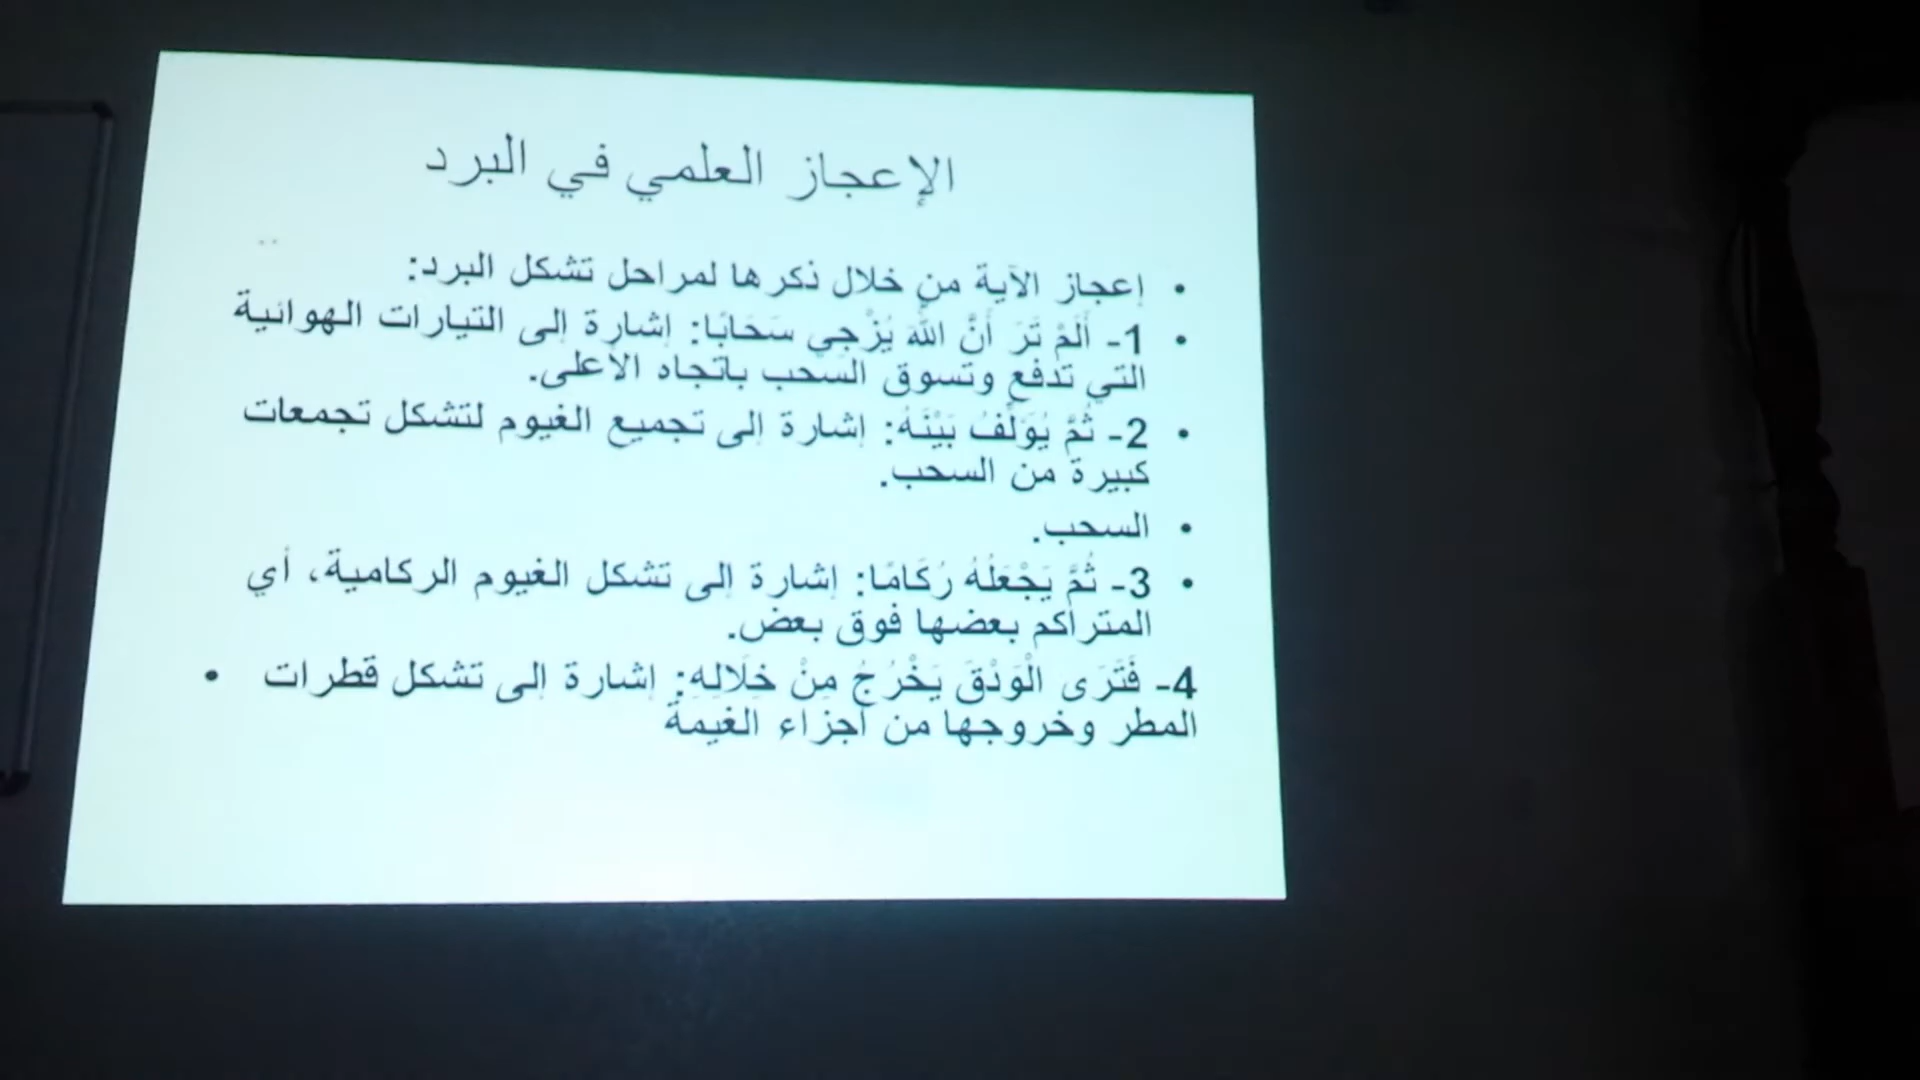 الإعجاز العلمي في البرد
• إعجاز الآية من خلال ذكرها لمراحل تشكل البرد:
• 1- أَلَمْ تَرَ أَنَّ اللَّهَ يُزْجِي سَحَابًا: إشارة إلى التيارات الهوائية
التي تدفع وتسوق السحب باتجاه الأعلى.
• 2- ثُمَّ يُؤَلِّفُ بَيْنَهُ: إشارة إلى تجميع الغيوم لتشكل تجمعات
كبيرة من السحب.
• السحب.
• 3- ثُمَّ يَجْعَلُهُ رُكَامًا: إشارة إلى تشكل الغيوم الركامية، أي
المتراكم بعضها فوق بعض.
4- فَتَرَى الْوَدْقَ يَخْرُجُ مِنْ خِلَالِهِ: إشارة إلى تشكل قطرات •
المطر وخروجها من أجزاء الغيمة